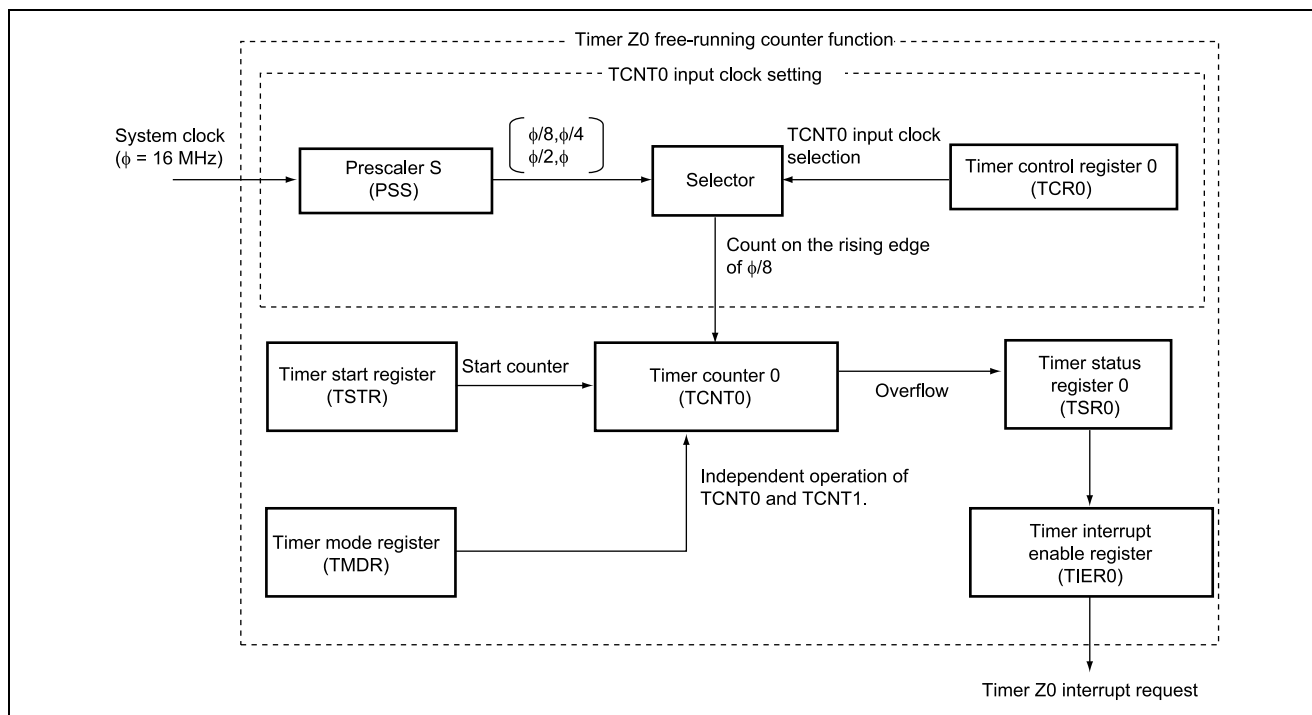 Timer Z0 free-running counter function
TCNT0 input clock setting
System clock
(ϕ = 16 MHz)
Prescaler S
(PSS)
ϕ/8,ϕ/4
ϕ/2,ϕ
Selector
TCNT0 input clock
selection
Timer control register 0
(TCR0)
Count on the rising edge
of ϕ/8
Timer start register
(TSTR)
Start counter
Timer counter 0
(TCNT0)
Overflow
Timer status
register 0
(TSR0)
Independent operation of
TCNT0 and TCNT1.
Timer mode register
(TMDR)
Timer interrupt
enable register
(TIER0)
Timer Z0 interrupt request